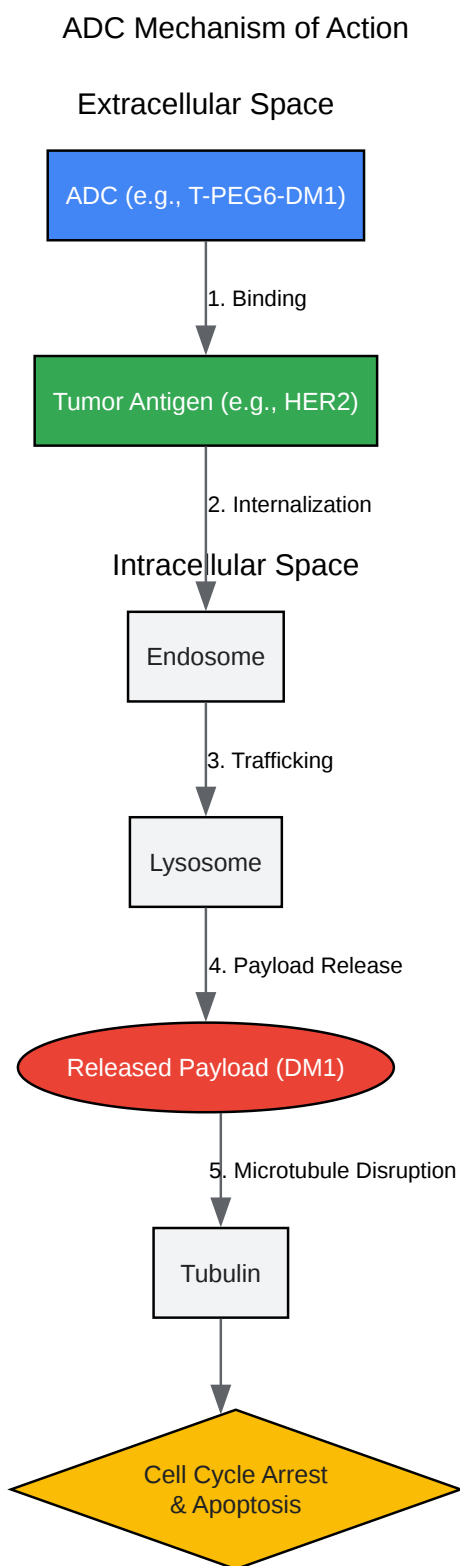 ADC Mechanism of Action
Extracellular Space
ADC (e.g., T-PEG6-DM1)
1. Binding
Tumor Antigen (e.g., HER2)
2. Internalization
Intracellular Space
Endosome
3. Trafficking
Lysosome
4. Payload Release
Released Payload (DM1)
5. Microtubule Disruption
Tubulin
Cell Cycle Arrest
& Apoptosis